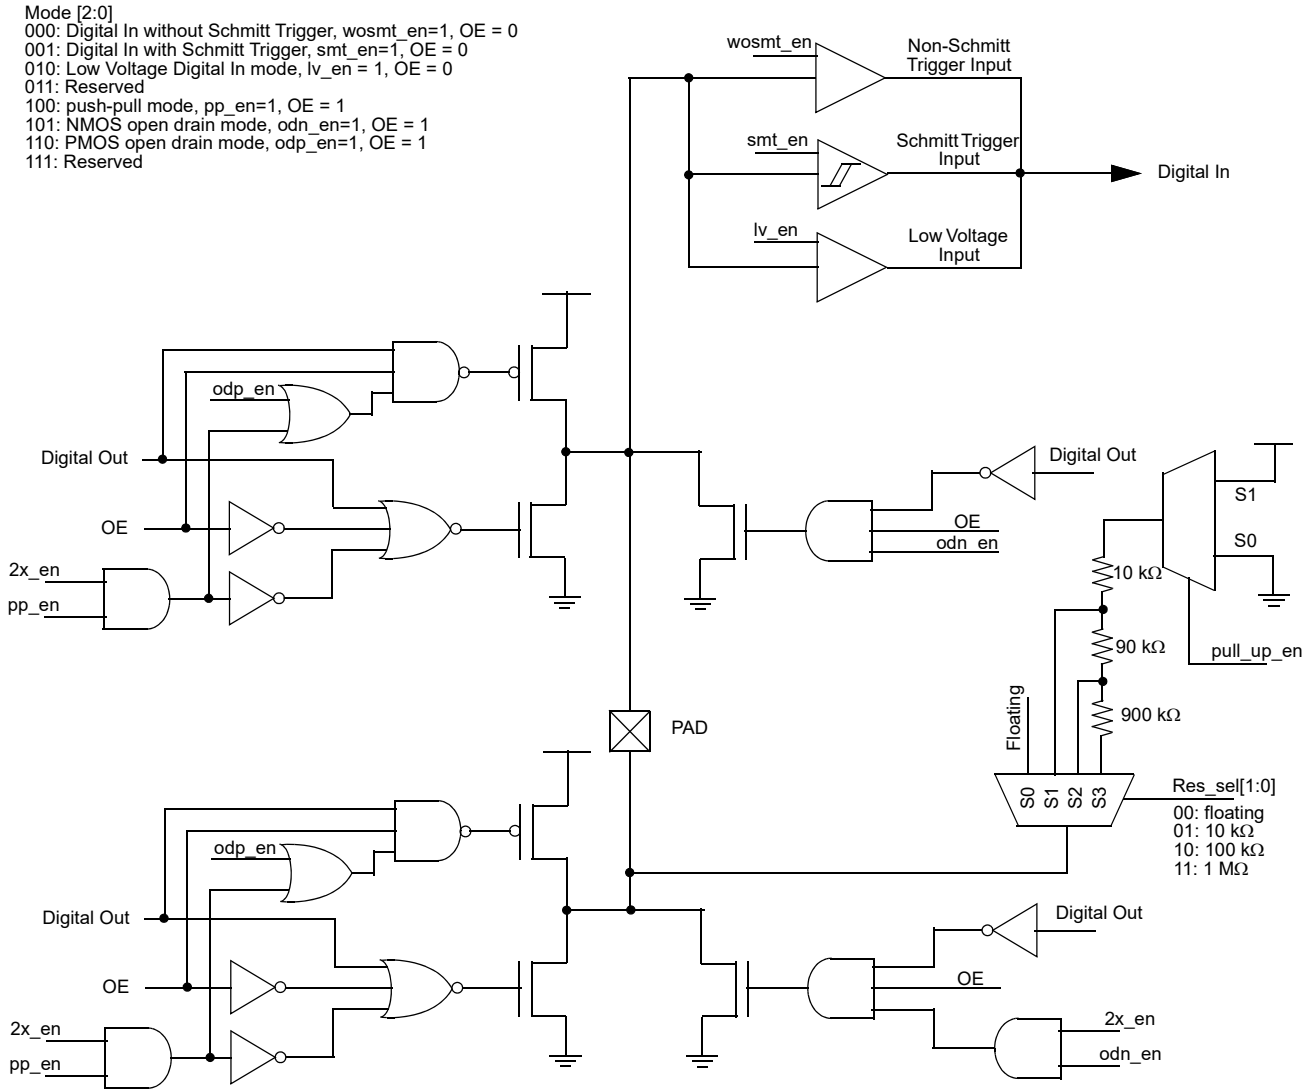 Mode [2:0]
000: Digital In without Schmitt Trigger, wosmt_en=1, OE = 0
001: Digital In with Schmitt Trigger, smt_en=1, OE = 0
010: Low Voltage Digital In mode, lv_en = 1, OE = 0
011: Reserved
100: push-pull mode, pp_en=1, OE = 1
101: NMOS open drain mode, odn_en=1, OE = 1
110: PMOS open drain mode, odp_en=1, OE = 1
111: Reserved
wosmt_en
Non-Schmitt
Trigger Input
smt_en
Schmitt Trigger
Input
Digital In
lv_en
Low Voltage
Input
odp_en
Digital Out
OE
2x_en
pp_en
Digital Out
OE
odn_en
S1
S0
10 kΩ
90 kΩ
900 kΩ
pull_up_en
Floating
PAD
S0
S1
S2
S3
Res_sel[1:0]
00: floating
01: 10 kΩ
10: 100 kΩ
11: 1 MΩ
odp_en
Digital Out
OE
2x_en
pp_en
Digital Out
OE
2x_en
odn_en